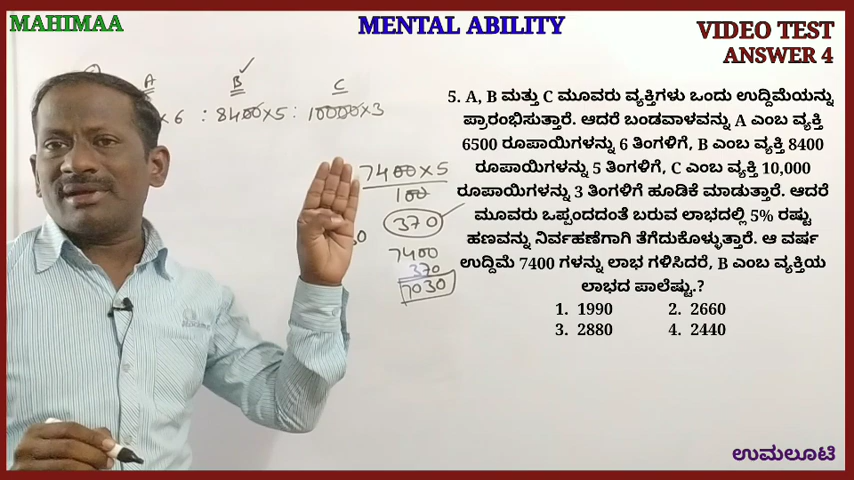 MAHIMAA
MENTAL ABILITY
VIDEO TEST
ANSWER 4
A B C
×6 : 8400×5 : 10000×3
7400×5
100
370
7400
370
7030
5. A, B ಮತ್ತು C ಮೂವರು ವ್ಯಕ್ತಿಗಳು ಒಂದು ಉದ್ದಿಮೆಯನ್ನು
ಪ್ರಾರಂಭಿಸುತ್ತಾರೆ. ಆದರೆ ಬಂಡವಾಳವನ್ನು A ಎಂಬ ವ್ಯಕ್ತಿ
6500 ರೂಪಾಯಿಗಳನ್ನು 6 ತಿಂಗಳಿಗೆ, B ಎಂಬ ವ್ಯಕ್ತಿ 8400
ರೂಪಾಯಿಗಳನ್ನು 5 ತಿಂಗಳಿಗೆ, C ಎಂಬ ವ್ಯಕ್ತಿ 10,000
ರೂಪಾಯಿಗಳನ್ನು 3 ತಿಂಗಳಿಗೆ ಹೂಡಿಕೆ ಮಾಡುತ್ತಾರೆ. ಆದರೆ
ಮೂವರು ಒಪ್ಪಂದದಂತೆ ಬರುವ ಲಾಭದಲ್ಲಿ 5% ರಷ್ಟು
ಹಣವನ್ನು ನಿರ್ವಹಣೆಗಾಗಿ ತೆಗೆದುಕೊಳ್ಳುತ್ತಾರೆ. ಆ ವರ್ಷ
ಉದ್ದಿಮೆ 7400 ಗಳನ್ನು ಲಾಭ ಗಳಿಸಿದರೆ, B ಎಂಬ ವ್ಯಕ್ತಿಯ
ಲಾಭದ ಪಾಲೆಷ್ಟು.?
1. 1990 2. 2660
3. 2880 4. 2440
ಉಮಲೂಟಿ